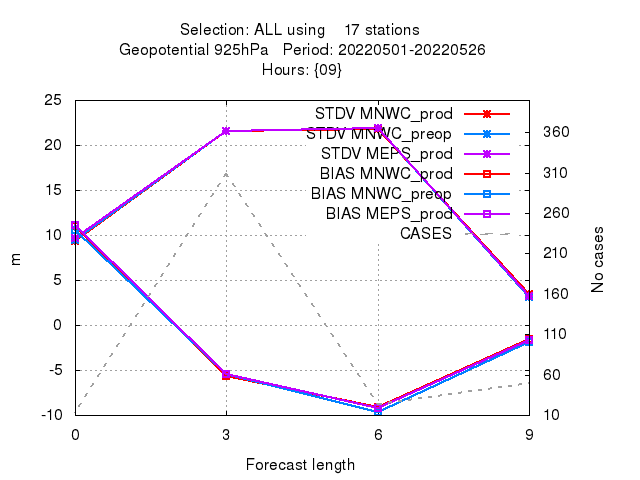 Selection: ALL using 17 stations
Geopotential 925hPa Period: 20220501-20220526
Hours: {09}
25
20
15
10
5
0
-5
-10
m
STDV MNWC_prod
STDV MNWC_preop
STDV MEPS_prod
BIAS MNWC_prod
BIAS MNWC_preop
BIAS MEPS_prod
CASES
360
310
260
210
160
110
60
10
No cases
0 3 6 9
Forecast length